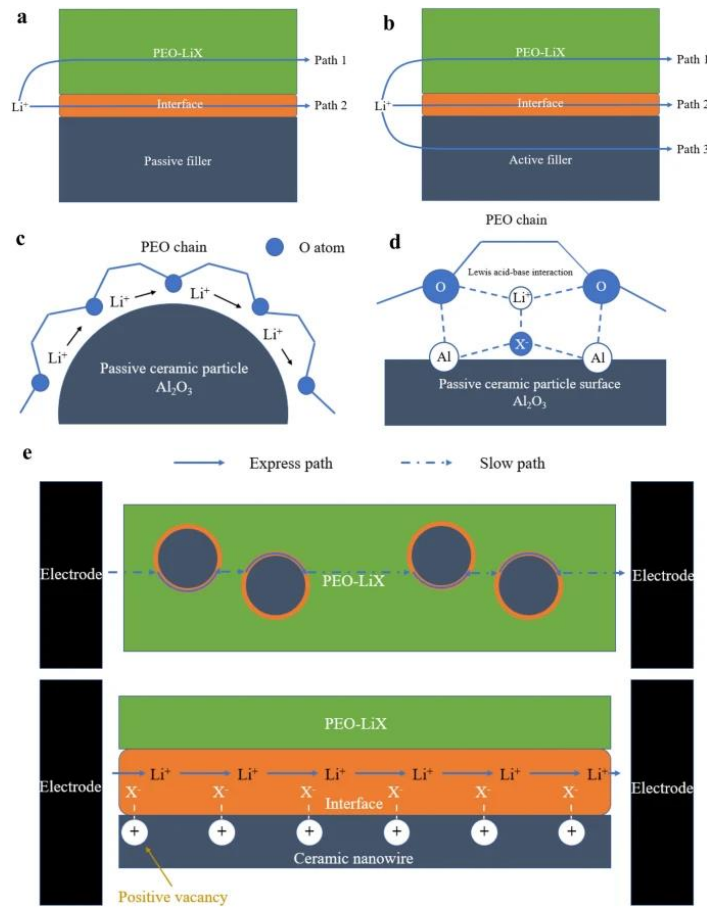 a
PEO-LiX
Path 1
Li⁺
Interface
Path 2
Passive filler
b
PEO-LiX
Path 1
Li⁺
Interface
Path 2
Active filler
Path 3
c
PEO chain
O atom
Li⁺
Li⁺
Li⁺
Li⁺
Passive ceramic particle
Al₂O₃
d
PEO chain
Lewis acid-base interaction
O
Li⁺
O
X⁻
Al
Al
Passive ceramic particle surface
Al₂O₃
e
Express path
Slow path
Electrode
PEO-LiX
Electrode
PEO-LiX
Electrode
Li⁺ Li⁺ Li⁺ Li⁺ Li⁺ Li⁺
Electrode
X⁻ X⁻ X⁻ X⁻ X⁻ X⁻
Interface
+ + + + + +
Ceramic nanowire
Positive vacancy